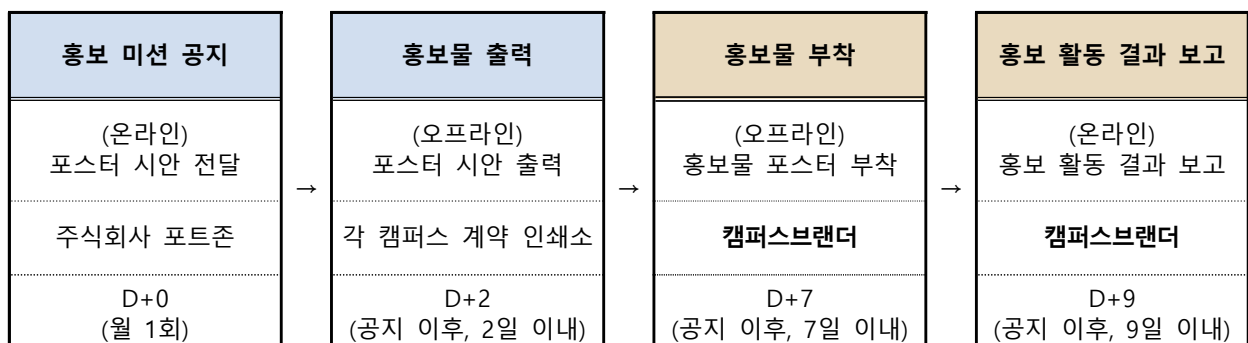 홍보 미션 공지
(온라인)
포스터 시안 전달
주식회사 포트존
D+0
(월 1회)
→
홍보물 출력
(오프라인)
포스터 시안 출력
각 캠퍼스 계약 인쇄소
D+2
(공지 이후, 2일 이내)
→
홍보물 부착
(오프라인)
홍보물 포스터 부착
캠퍼스브랜더
D+7
(공지 이후, 7일 이내)
→
홍보 활동 결과 보고
(온라인)
홍보 활동 결과 보고
캠퍼스브랜더
D+9
(공지 이후, 9일 이내)